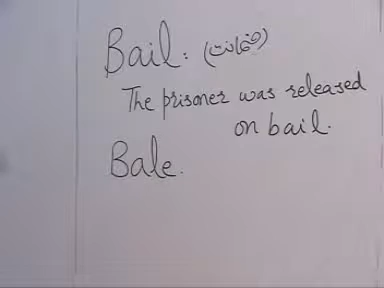 Bail : (ضمانت)
The prisoner was released
on bail.
Bale.